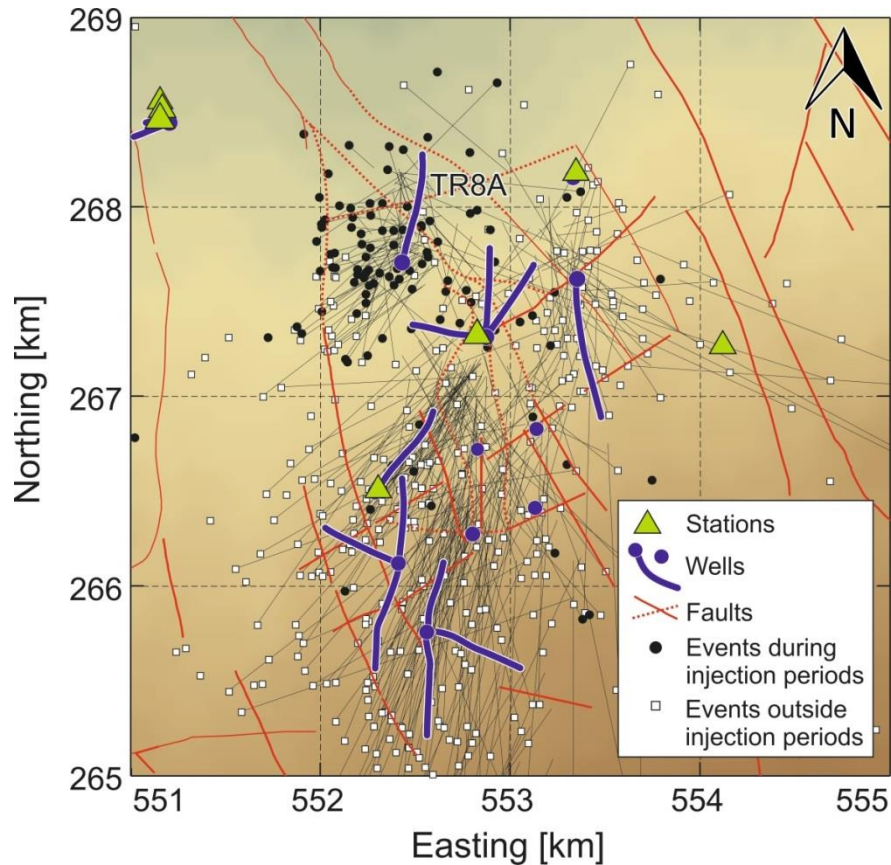 269
268
267
266
265
Northing [km]
TR8A
N
Stations
Wells
Faults
Events during
injection periods
Events outside
injection periods
551
552
553
554
555
Easting [km]